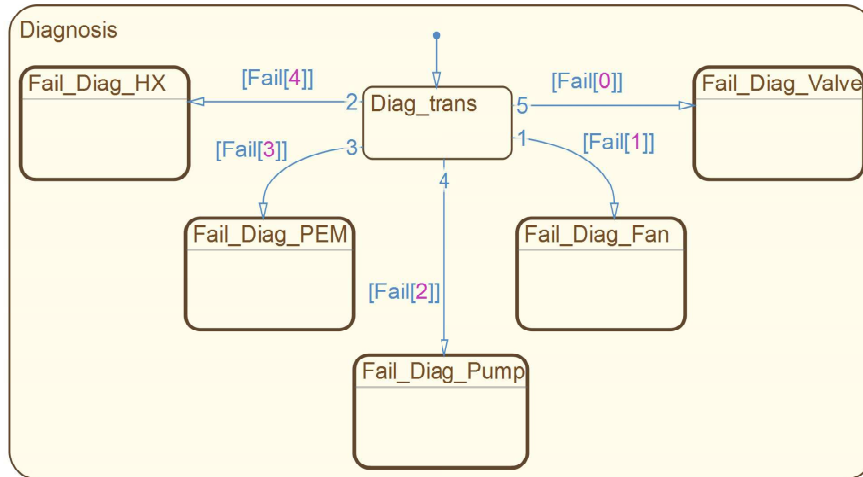 Diagnosis
Fail_Diag_HX
[Fail[4]]
2
Diag_trans
5
[Fail[0]]
Fail_Diag_Valve
[Fail[3]]
3
1
[Fail[1]]
4
Fail_Diag_PEM
Fail_Diag_Fan
[Fail[2]]
Fail_Diag_Pump